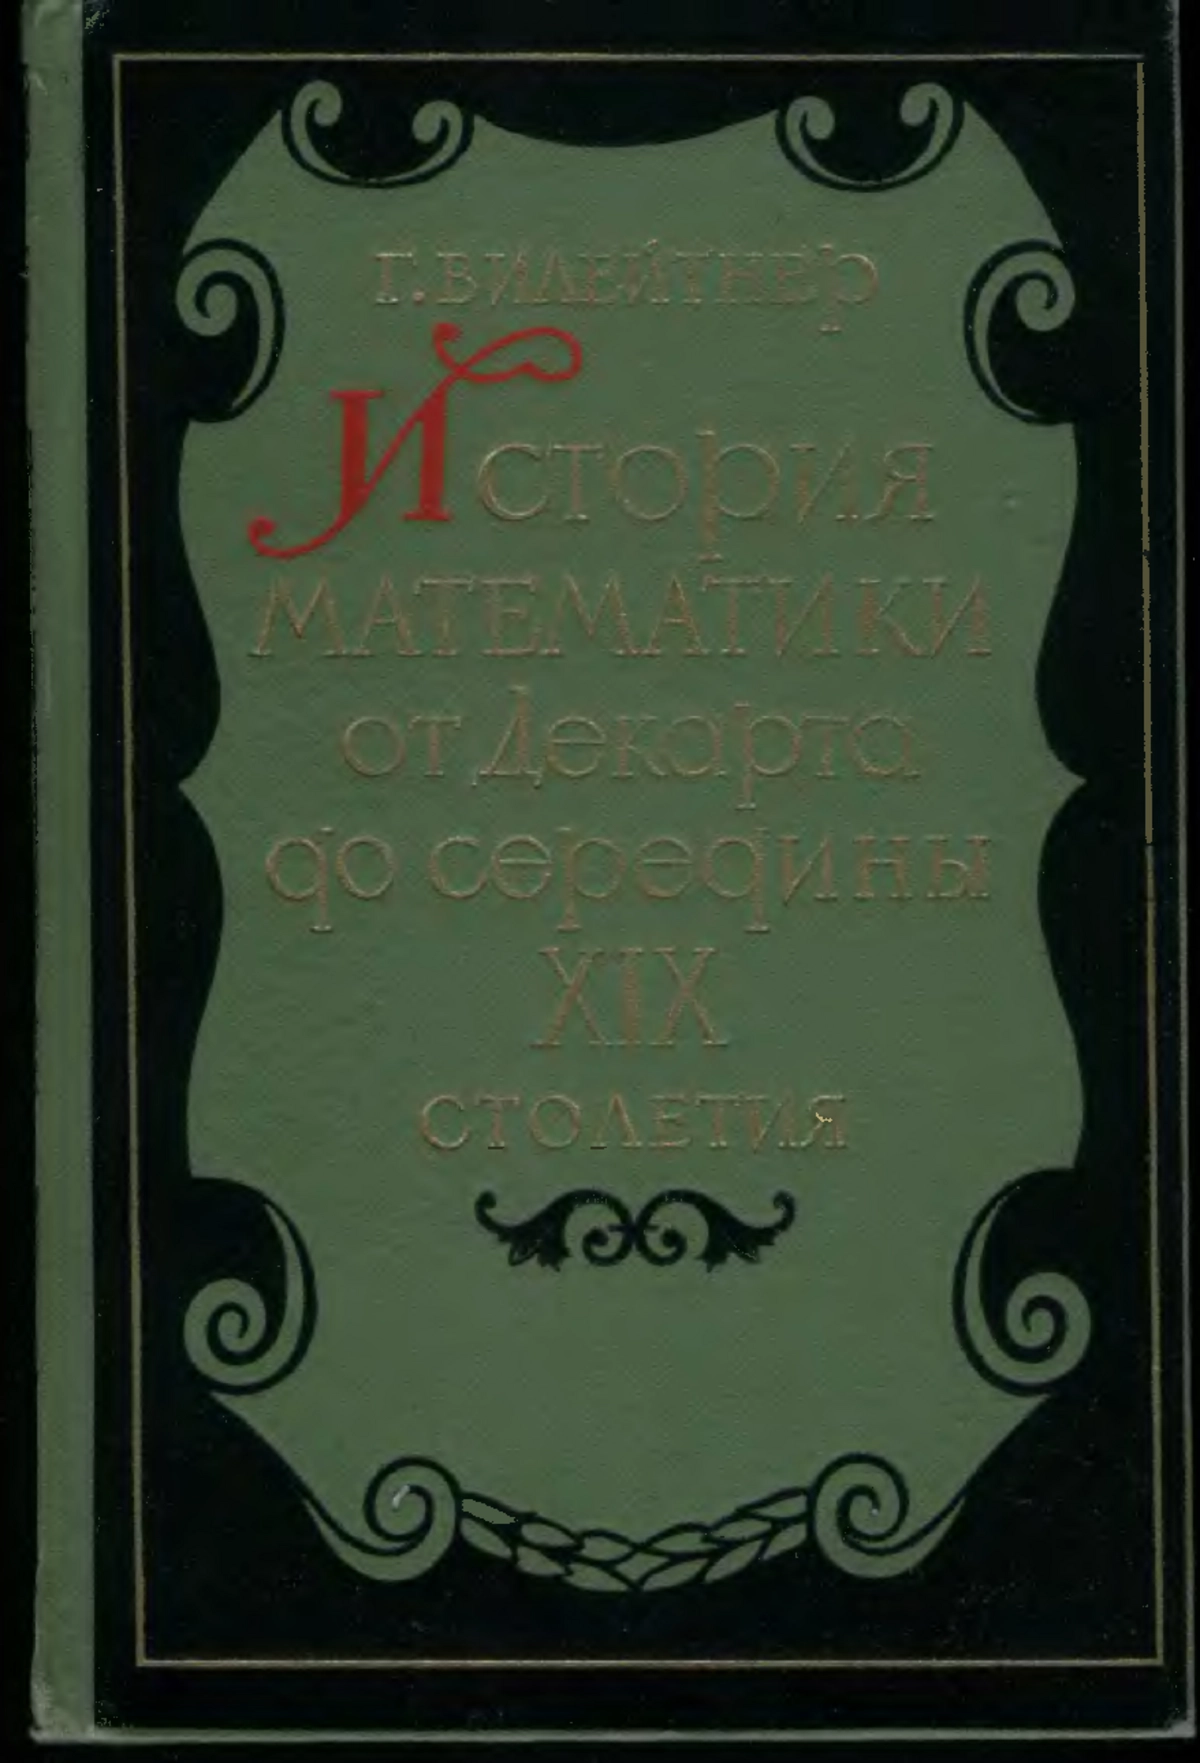 Г. ВИЛЕЙТНЕР
История
МАТЕМАТИКИ
от Декарта
до середины
XIX
СТОЛЕТИЯ